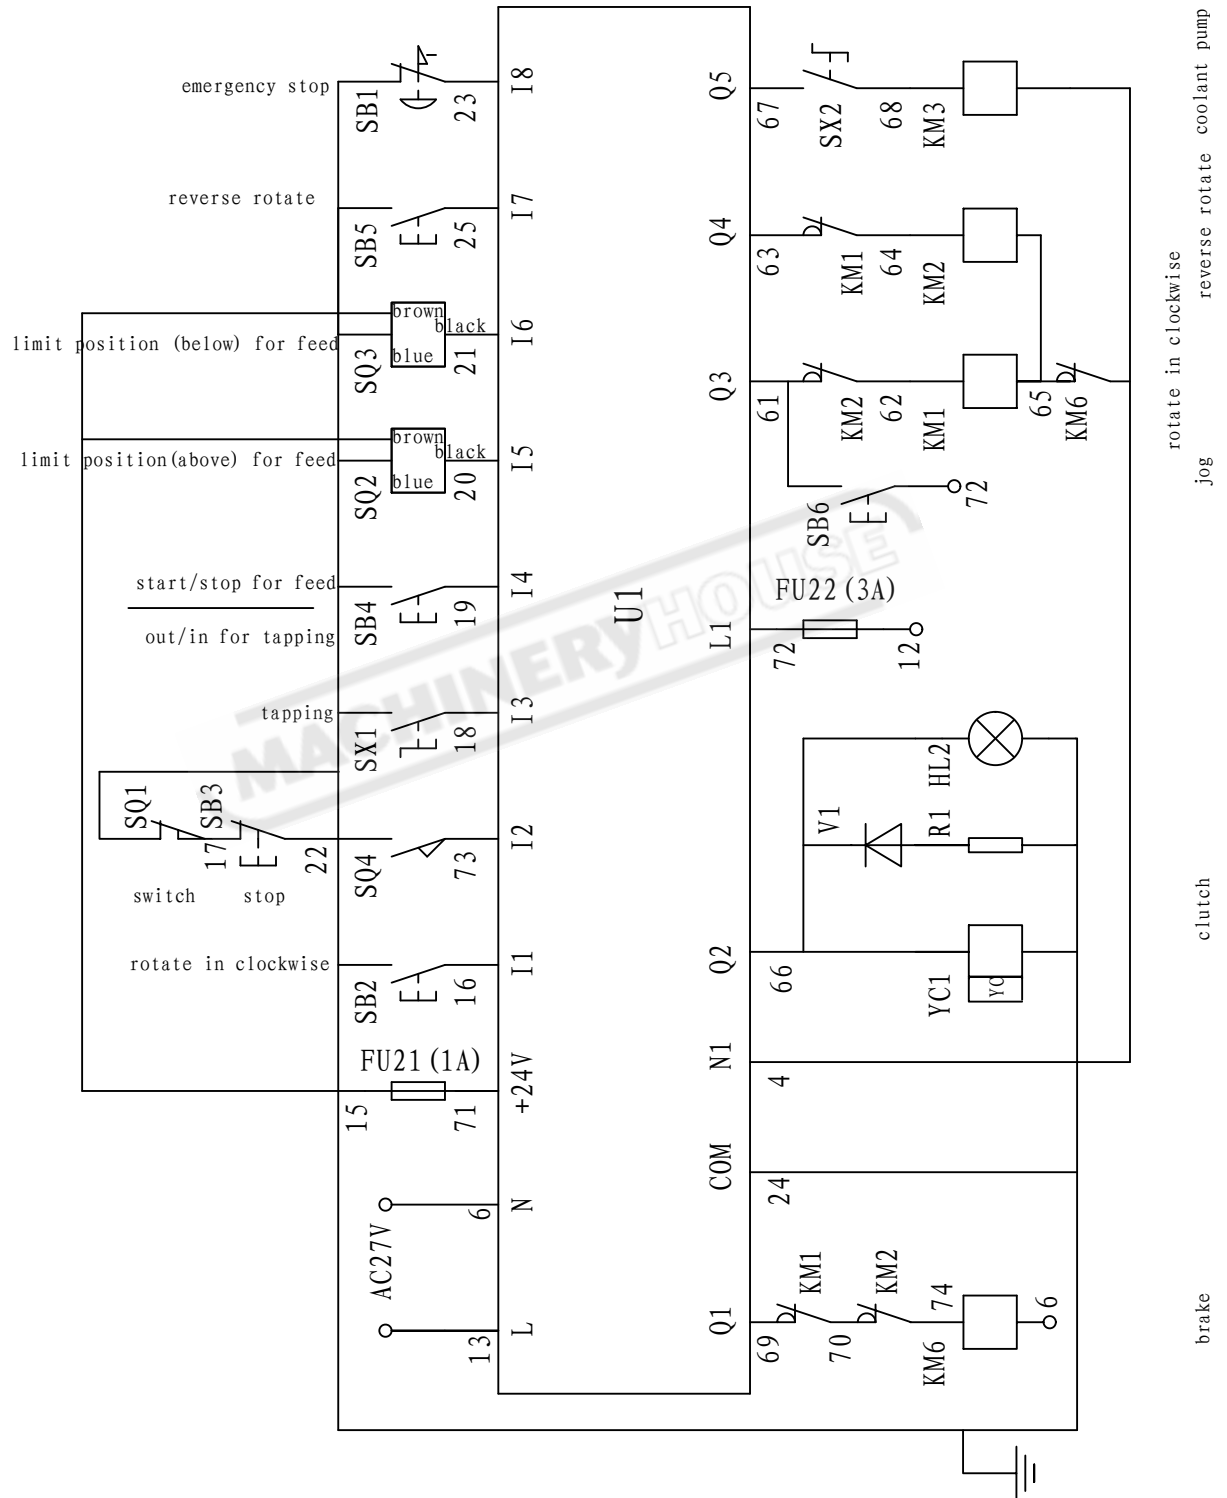 emergency stop
SB1
23
I8
reverse rotate
SB5
25
I7
limit position (below) for feed
SQ3
brown
black
blue
21
I6
limit position(above) for feed
SQ2
brown
black
blue
20
I5
start/stop for feed
out/in for tapping
SB4
19
I4
tapping
SX1
18
I3
SQ1
17
SB3
22
switch
stop
SQ4
73
I2
rotate in clockwise
SB2
16
I1
FU21(1A)
15
71
+24V
AC27V
6
N
13
L
U1
Q5
67
SX2
68
KM3
coolant pump
Q4
63
KM1
64
KM2
reverse rotate
Q3
61
KM2
62
KM1
65
KM6
rotate in clockwise
SB6
72
jog
L1
72
FU22(3A)
12
HL2
V1
R1
Q2
66
YC1
YC
clutch
N1
4
COM
24
Q1
69
KM1
70
KM2
74
KM6
6
brake
MACHINERYHOUSE